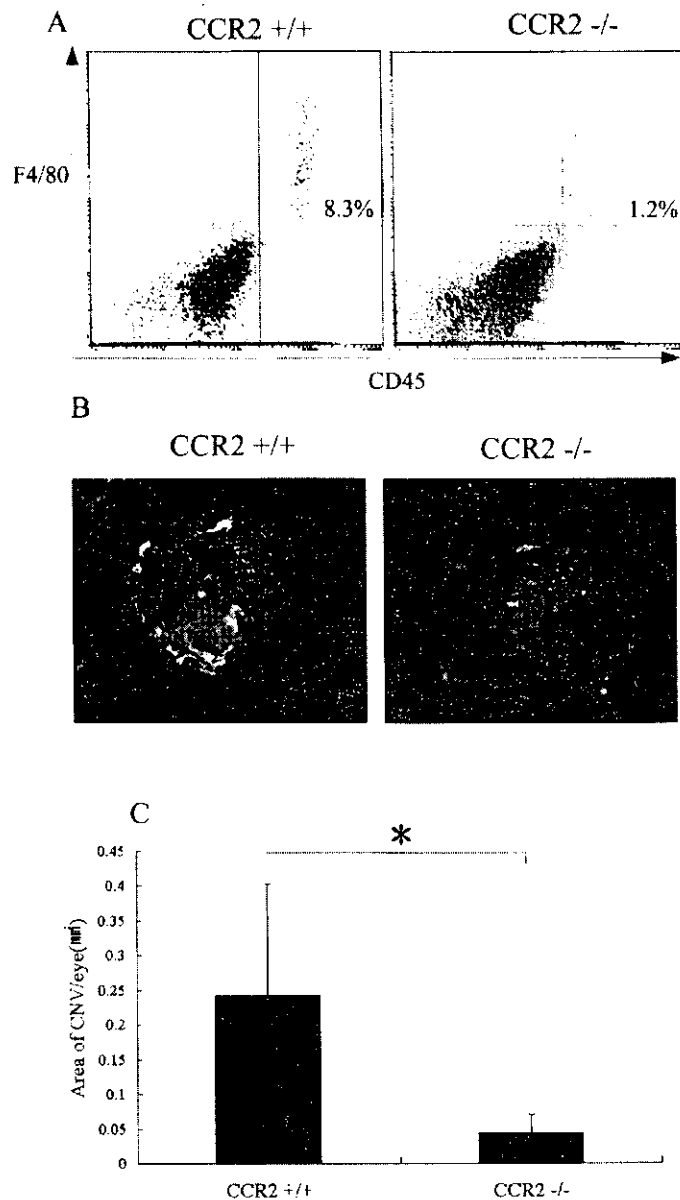 A
CCR2 +/+
CCR2 -/-
F4/80
8.3%
1.2%
CD45
B
CCR2 +/+
CCR2 -/-
C
*
0.45
0.4
0.35
0.3
0.25
0.2
0.15
0.1
0.05
0
Area of CNV/eye(㎟)
CCR2 +/+
CCR2 -/-